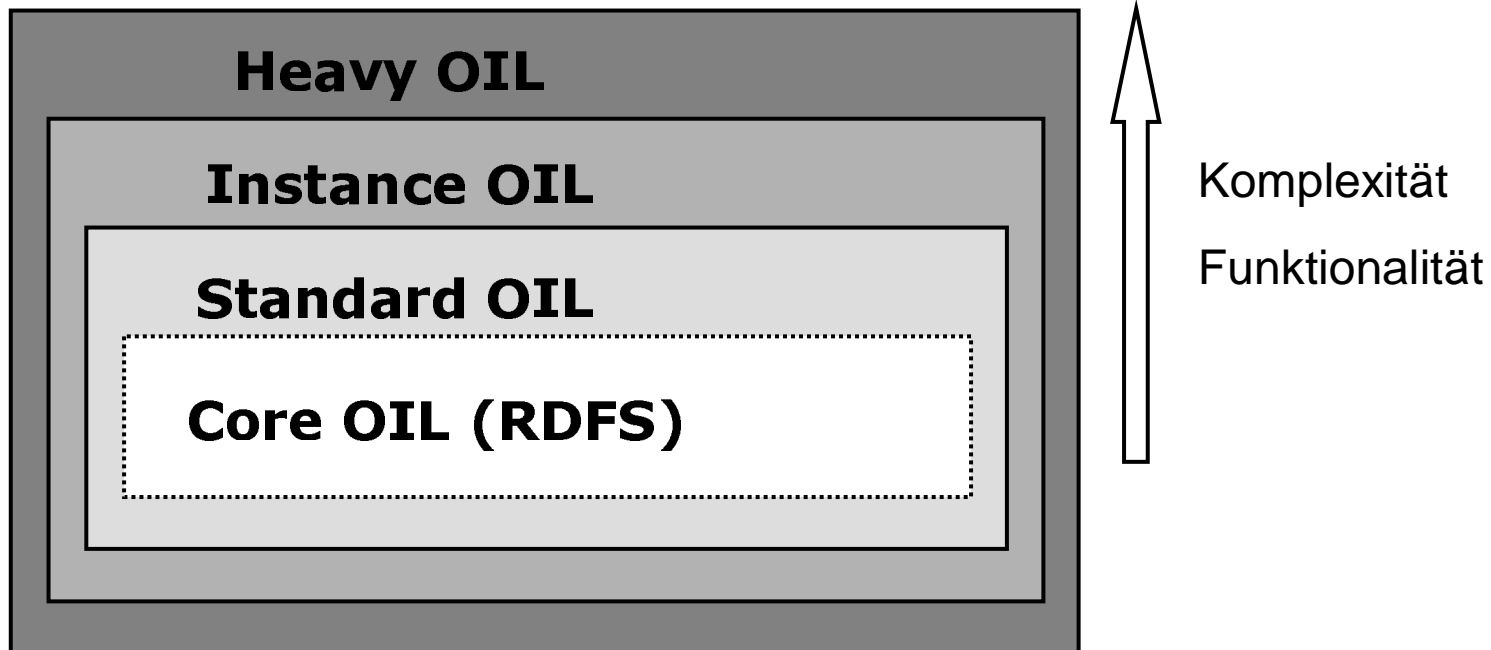 Heavy OIL
Instance OIL
Standard OIL
Core OIL (RDFS)
Komplexität
Funktionalität